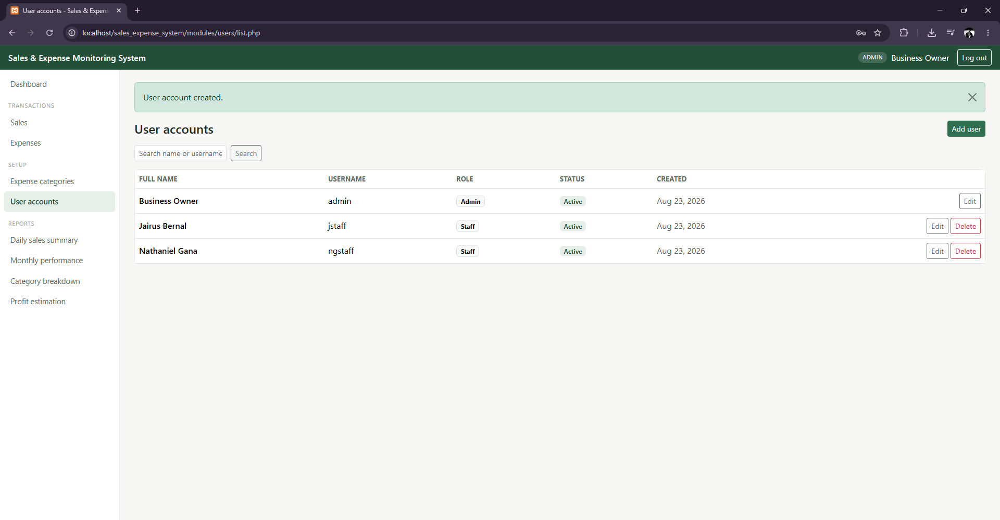 User accounts - Sales & Expens
localhost/sales_expense_system/modules/users/list.php
Sales & Expense Monitoring System
ADMIN Business Owner Log out
Dashboard
TRANSACTIONS
Sales
Expenses
SETUP
Expense categories
User accounts
REPORTS
Daily sales summary
Monthly performance
Category breakdown
Profit estimation
User account created.
User accounts Add user
Search name or username Search
FULL NAME USERNAME ROLE STATUS CREATED
Business Owner admin Admin Active Aug 23, 2026 Edit
Jairus Bernal jstaff Staff Active Aug 23, 2026 Edit Delete
Nathaniel Gana ngstaff Staff Active Aug 23, 2026 Edit Delete